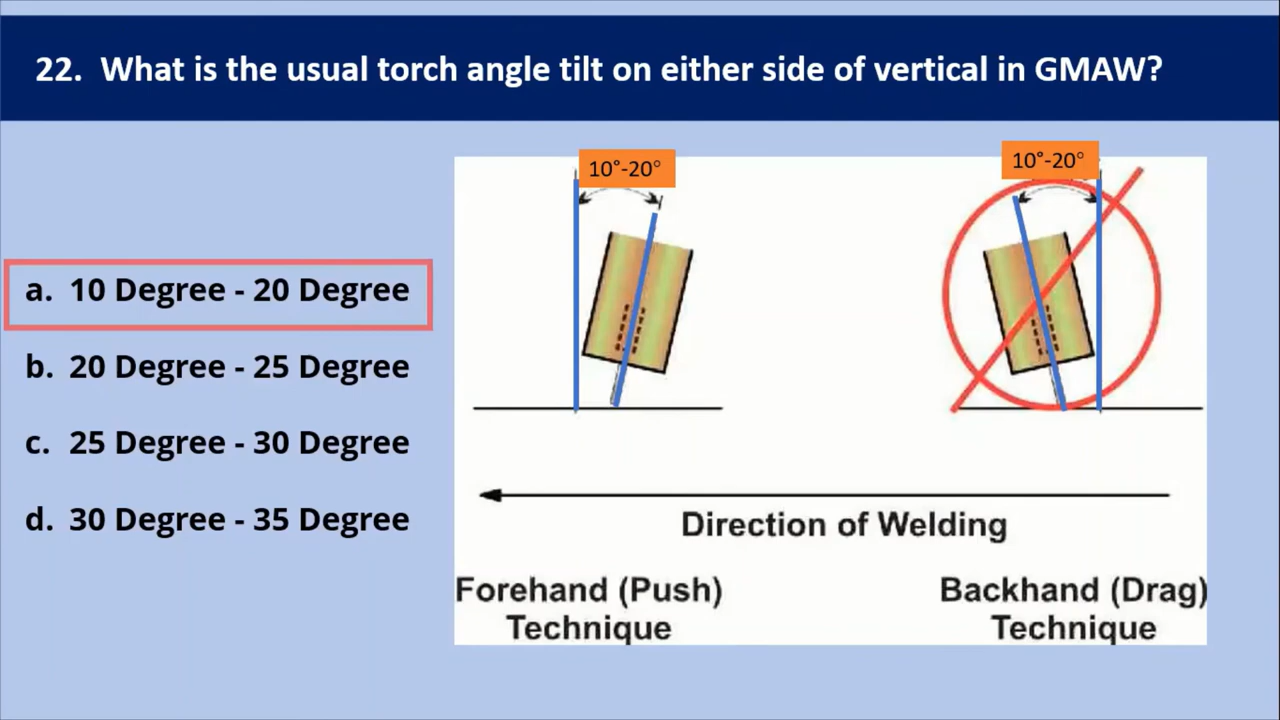 22. What is the usual torch angle tilt on either side of vertical in GMAW?
a. 10 Degree - 20 Degree
b. 20 Degree - 25 Degree
c. 25 Degree - 30 Degree
d. 30 Degree - 35 Degree
10°-20°
10°-20°
Direction of Welding
Forehand (Push)
Technique
Backhand (Drag)
Technique